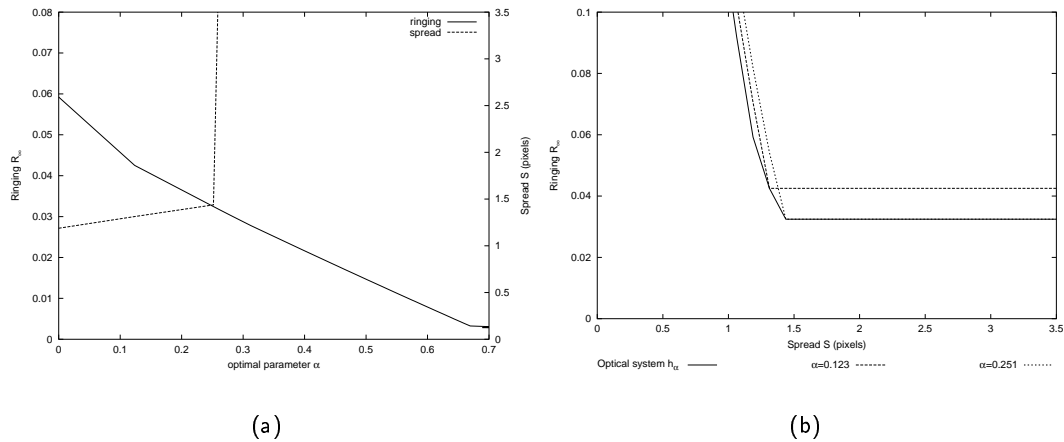 ringing
spread
0.08
0.07
0.06
0.05
0.04
0.03
0.02
0.01
0
Ringing R∞
3.5
3
2.5
2
1.5
1
0.5
0
Spread S (pixels)
0 0.1 0.2 0.3 0.4 0.5 0.6 0.7
optimal parameter α
(a)
0.1
0.08
0.06
0.04
0.02
0
Ringing R∞
0 0.5 1 1.5 2 2.5 3 3.5
Spread S (pixels)
Optical system hα α=0.123 α=0.251
(b)